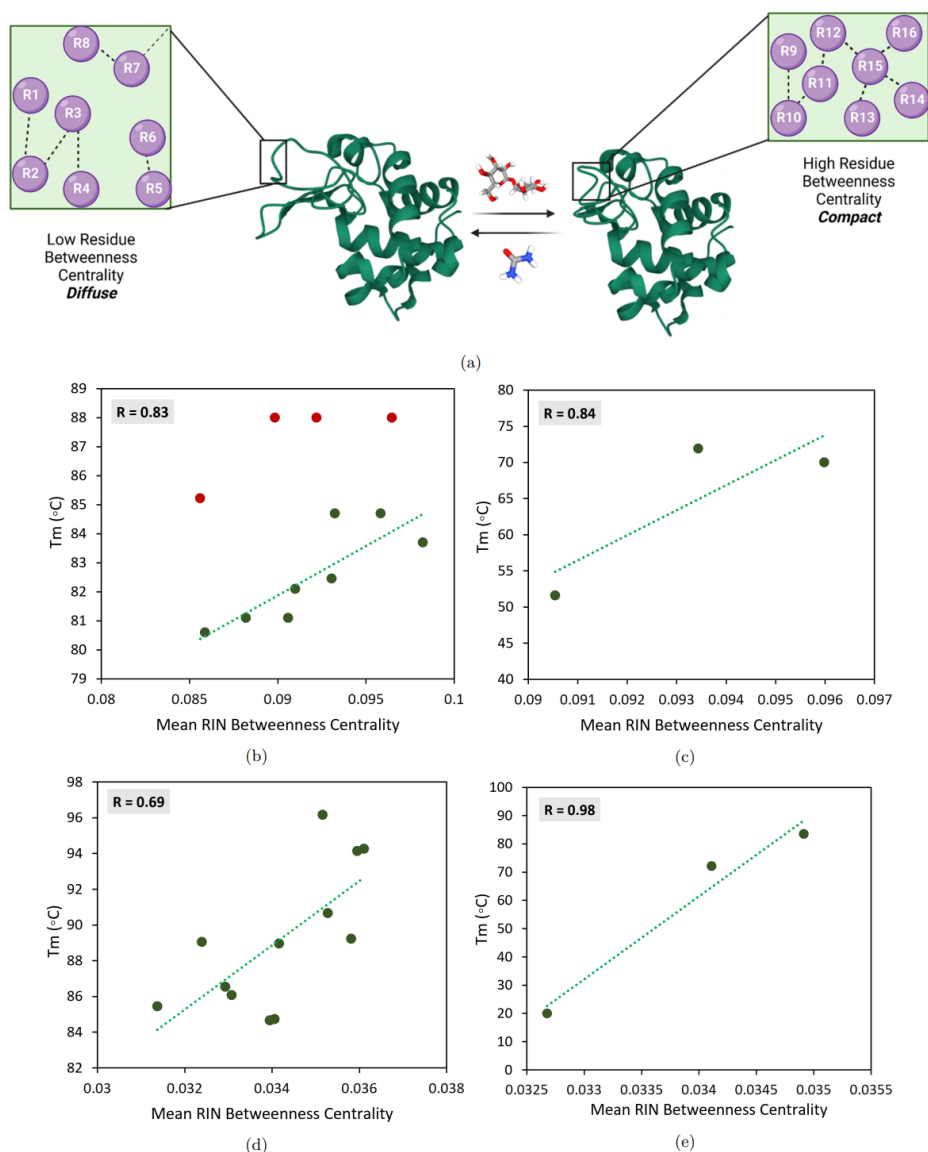 R8
R7
R1
R3
R6
R2
R4
R5
Low Residue
Betweenness
Centrality
Diffuse
R12
R16
R9
R15
R11
R14
R10
R13
High Residue
Betweenness
Centrality
Compact
(a)
R = 0.83
Tm (◦C)
89
88
87
86
85
84
83
82
81
80
79
0.08
0.085
0.09
0.095
0.1
Mean RIN Betweenness Centrality
(b)
R = 0.84
Tm (◦C)
80
75
70
65
60
55
50
45
40
0.09
0.091
0.092
0.093
0.094
0.095
0.096
0.097
Mean RIN Betweenness Centrality
(c)
R = 0.69
Tm (◦C)
98
96
94
92
90
88
86
84
82
0.03
0.032
0.034
0.036
0.038
Mean RIN Betweenness Centrality
(d)
R = 0.98
Tm (◦C)
100
90
80
70
60
50
40
30
20
10
0
0.0325
0.033
0.0335
0.034
0.0345
0.035
0.0355
Mean RIN Betweenness Centrality
(e)